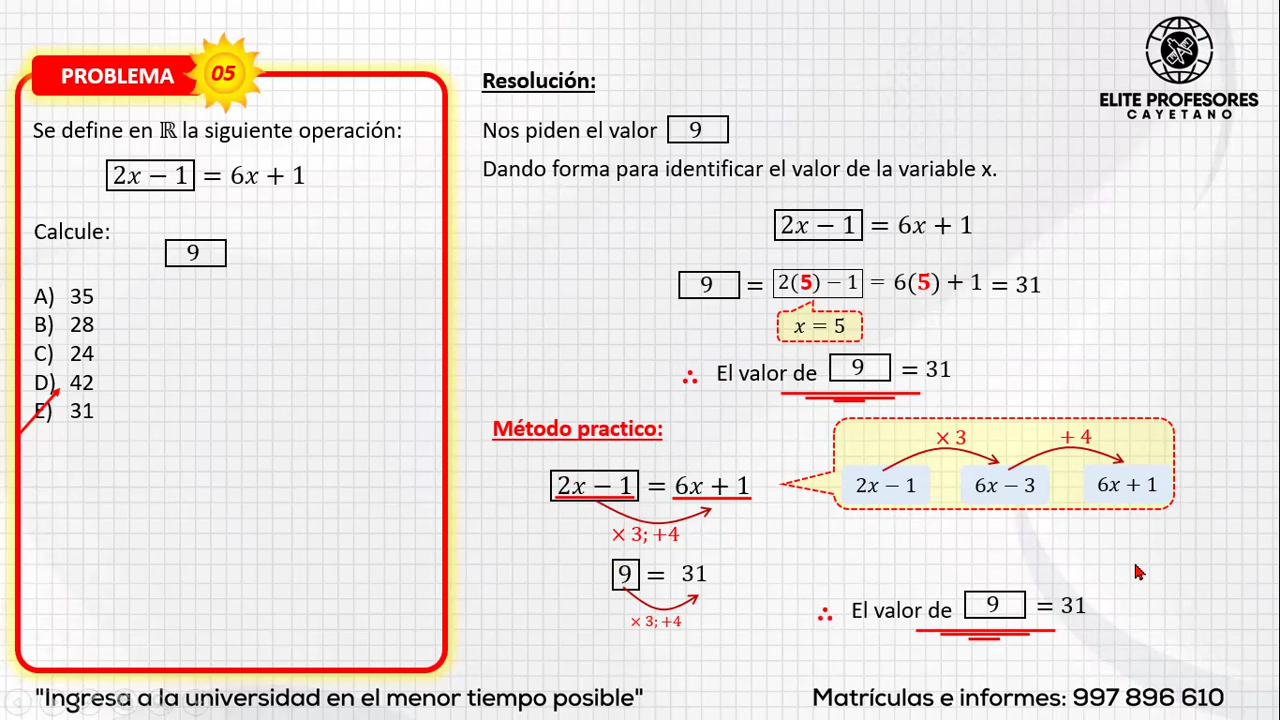 PROBLEMA 05
Se define en ℝ la siguiente operación:
2x − 1 = 6x + 1
Calcule:
9
A) 35
B) 28
C) 24
D) 42
E) 31
Resolución:
Nos piden el valor 9
Dando forma para identificar el valor de la variable x.
2x − 1 = 6x + 1
9 = 2(5) − 1 = 6(5) + 1 = 31
x = 5
∴ El valor de 9 = 31
Método practico:
2x − 1 = 6x + 1
× 3; +4
9 = 31
× 3; +4
× 3 + 4
2x − 1 6x − 3 6x + 1
∴ El valor de 9 = 31
ELITE PROFESORES
CAYETANO
"Ingresa a la universidad en el menor tiempo posible"
Matrículas e informes: 997 896 610